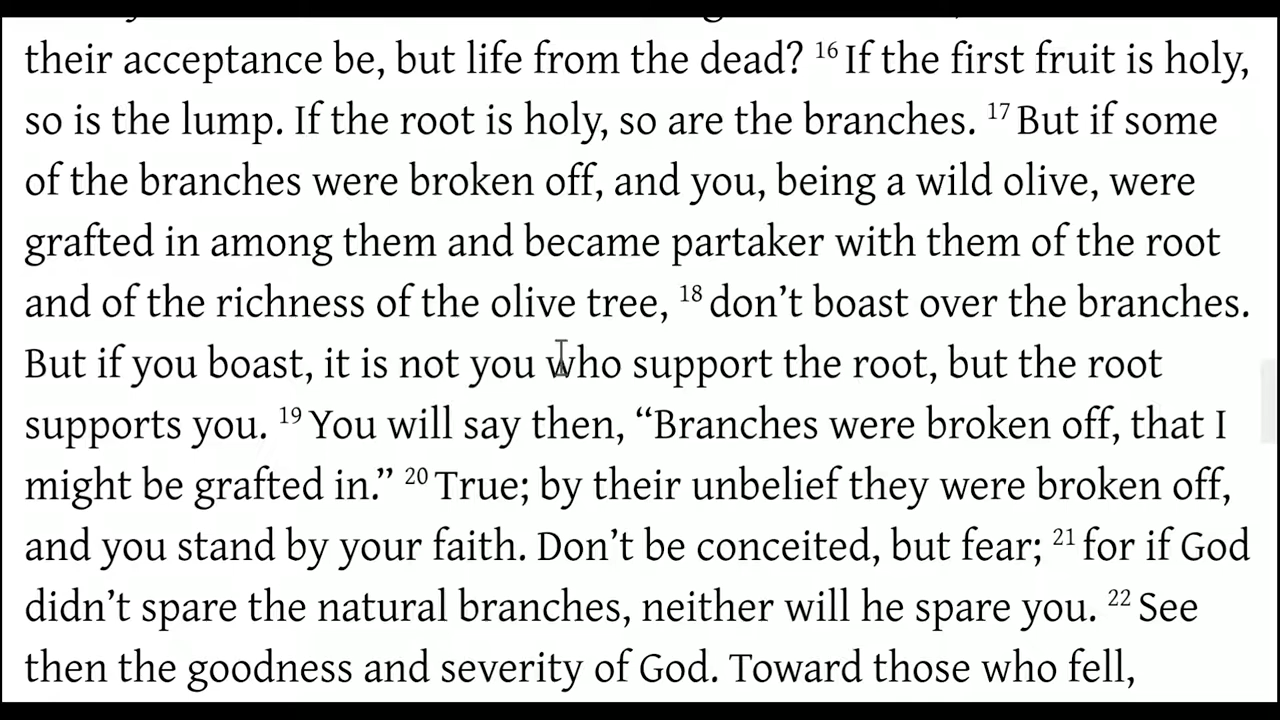 their acceptance be, but life from the dead? 16 If the first fruit is holy,
so is the lump. If the root is holy, so are the branches. 17 But if some
of the branches were broken off, and you, being a wild olive, were
grafted in among them and became partaker with them of the root
and of the richness of the olive tree, 18 don’t boast over the branches.
But if you boast, it is not you who support the root, but the root
supports you. 19 You will say then, “Branches were broken off, that I
might be grafted in.” 20 True; by their unbelief they were broken off,
and you stand by your faith. Don’t be conceited, but fear; 21 for if God
didn’t spare the natural branches, neither will he spare you. 22 See
then the goodness and severity of God. Toward those who fell,